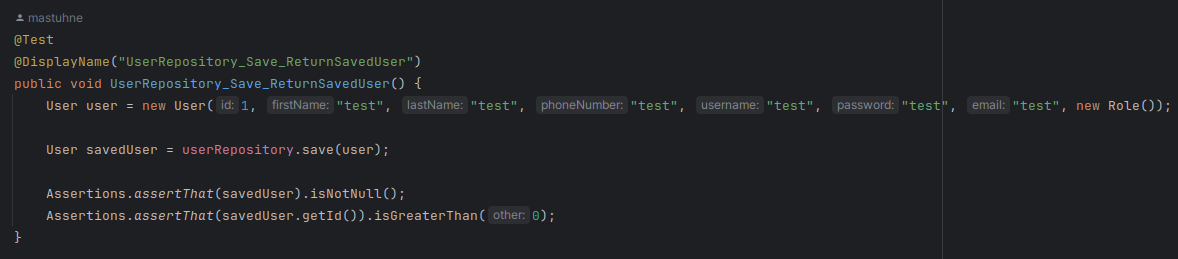 mastuhne
@Test
@DisplayName("UserRepository_Save_ReturnSavedUser")
public void UserRepository_Save_ReturnSavedUser() {
User user = new User( id: 1, firstName: "test", lastName: "test", phoneNumber: "test", username: "test", password: "test", email: "test", new Role());
User savedUser = userRepository.save(user);
Assertions.assertThat(savedUser).isNotNull();
Assertions.assertThat(savedUser.getId()).isGreaterThan( other: 0);
}